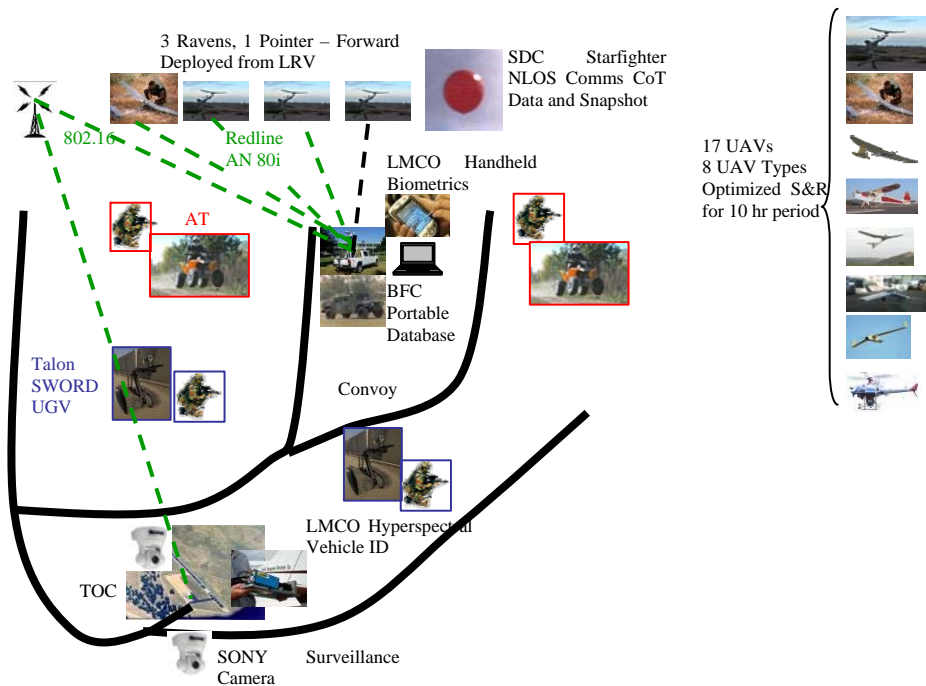 3 Ravens, 1 Pointer – Forward
Deployed from LRV
SDC Starfighter
NLOS Comms CoT
Data and Snapshot
802.16
Redline
AN 80i
17 UAVs
8 UAV Types
Optimized S&R
for 10 hr period
LMCO Handheld
Biometrics
AT
BFC
Portable
Database
Talon
SWORD
UGV
Convoy
LMCO Hyperspectral
Vehicle ID
TOC
SONY Surveillance
Camera